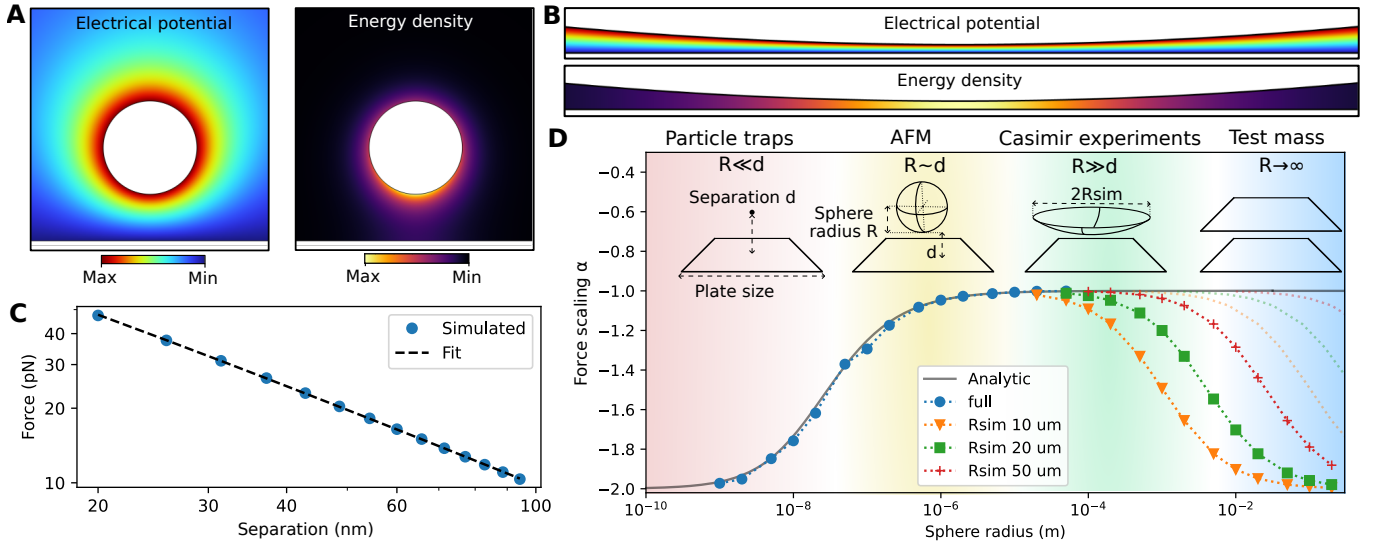 A
Electrical potential
Energy density
Max
Min
Max
Min
B
Electrical potential
Energy density
C
Force (pN)
40
30
20
10
Simulated
Fit
20
30
40
60
100
Separation (nm)
D
Particle traps
AFM
Casimir experiments
Test mass
R≪d
R~d
R≫d
R→∞
Separation d
Sphere
radius R
d
2Rsim
Plate size
Force scaling α
−0.4
−0.6
−0.8
−1.0
−1.2
−1.4
−1.6
−1.8
−2.0
Analytic
full
Rsim 10 um
Rsim 20 um
Rsim 50 um
10⁻¹⁰
10⁻⁸
10⁻⁶
10⁻⁴
10⁻²
Sphere radius (m)